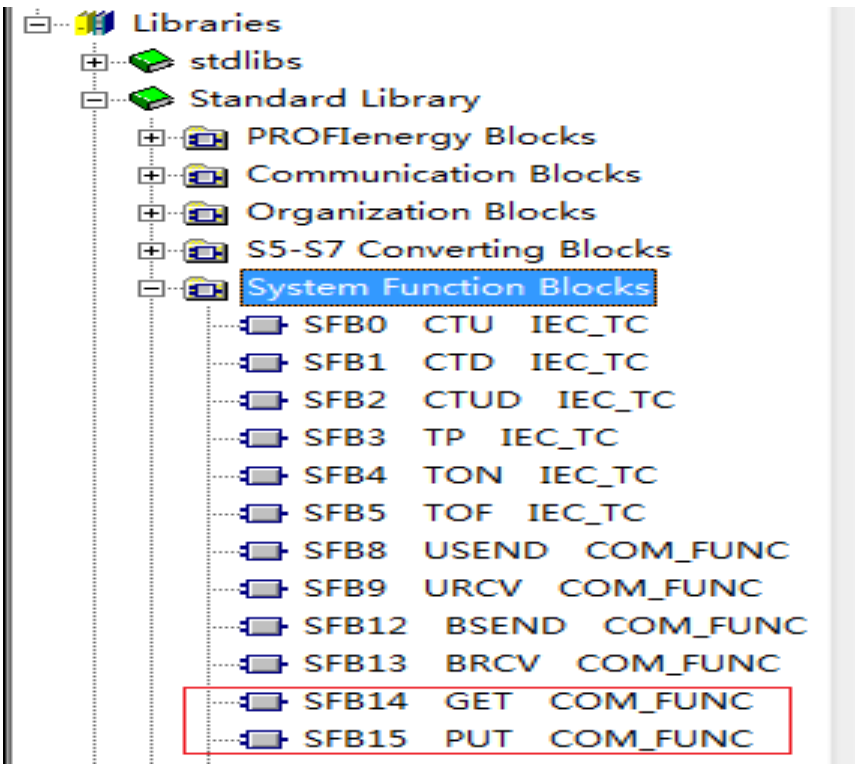 Libraries
stdlibs
Standard Library
PROFIenergy Blocks
Communication Blocks
Organization Blocks
S5-S7 Converting Blocks
System Function Blocks
SFB0 CTU IEC_TC
SFB1 CTD IEC_TC
SFB2 CTUD IEC_TC
SFB3 TP IEC_TC
SFB4 TON IEC_TC
SFB5 TOF IEC_TC
SFB8 USEND COM_FUNC
SFB9 URCV COM_FUNC
SFB12 BSEND COM_FUNC
SFB13 BRCV COM_FUNC
SFB14 GET COM_FUNC
SFB15 PUT COM_FUNC